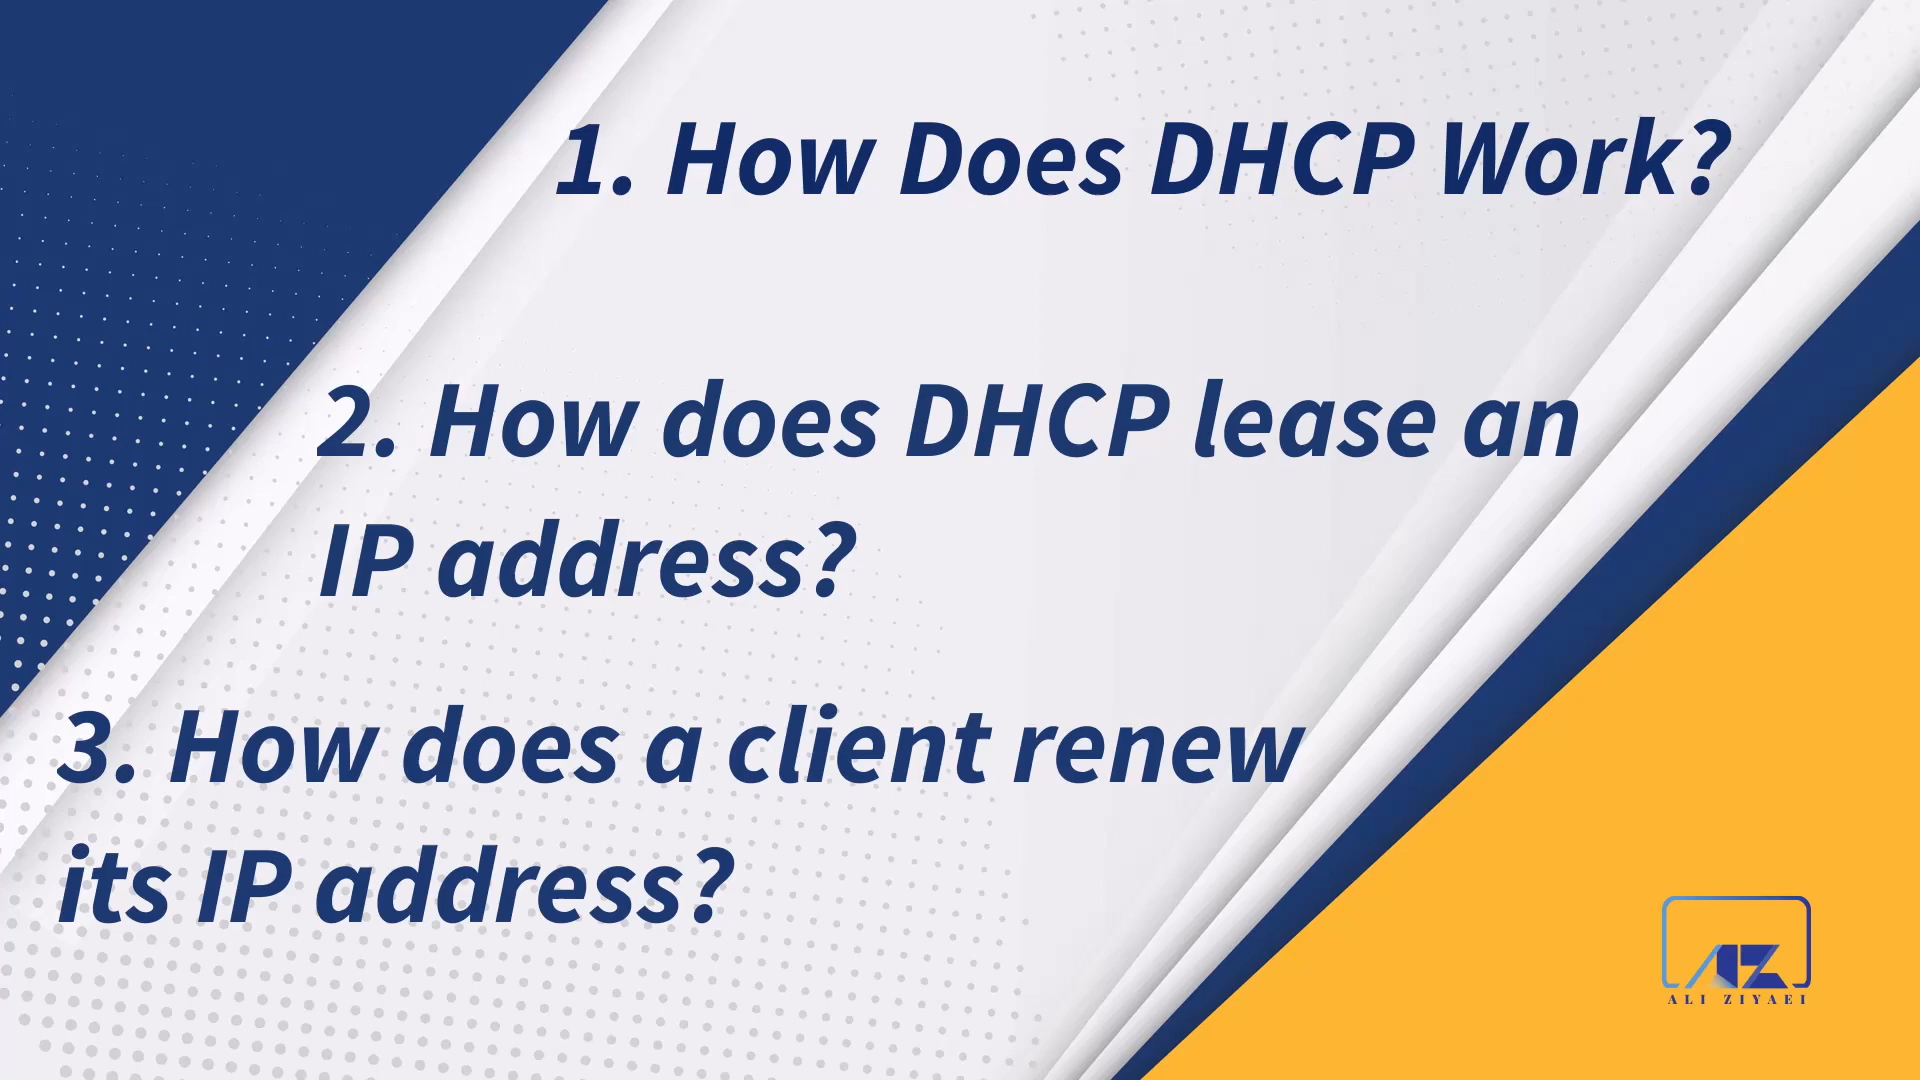 1. How Does DHCP Work?
2. How does DHCP lease an
IP address?
3. How does a client renew
its IP address?
AZ
ALI ZIYAEI